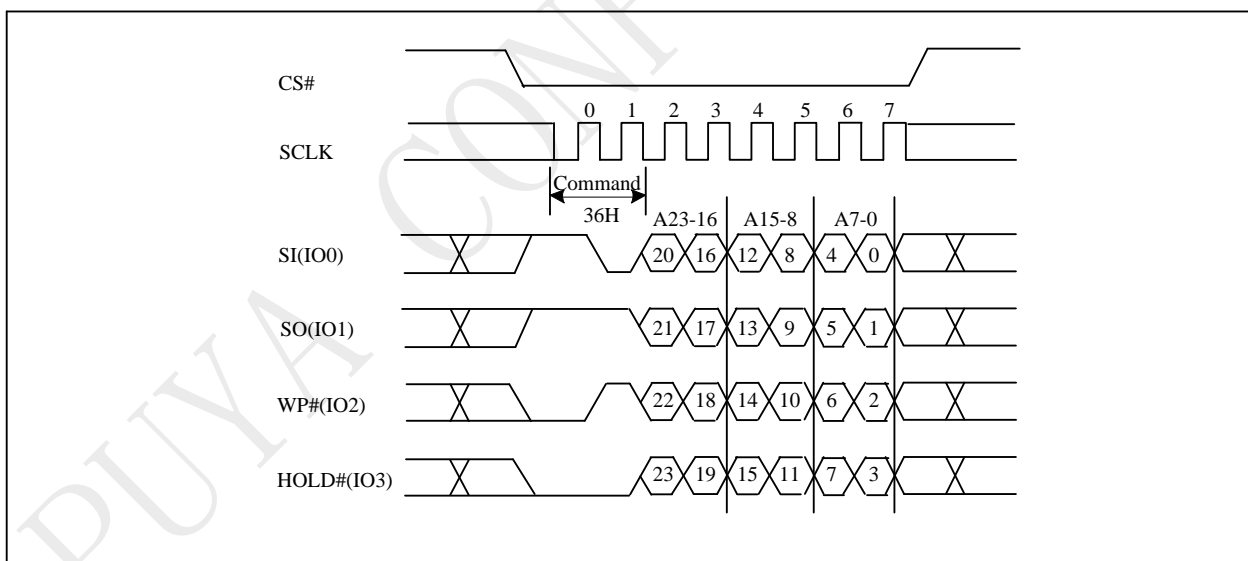 CS#
0 1 2 3 4 5 6 7
SCLK
Command
36H
A23-16 A15-8 A7-0
SI(IO0) 20 16 12 8 4 0
SO(IO1) 21 17 13 9 5 1
WP#(IO2) 22 18 14 10 6 2
HOLD#(IO3) 23 19 15 11 7 3
PUYA CONF